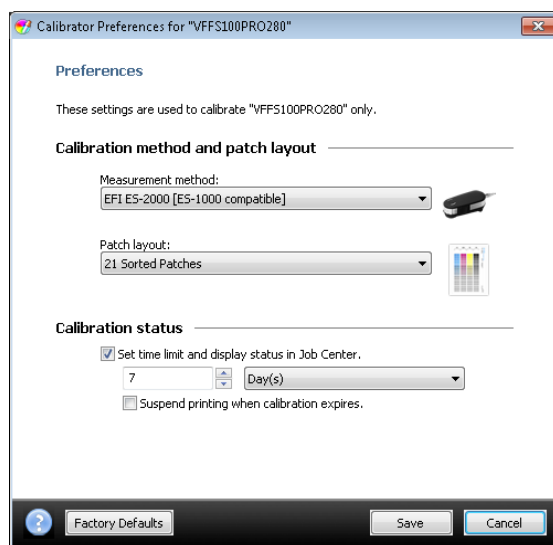 Calibrator Preferences for "VFFS100PRO280"
Preferences
These settings are used to calibrate "VFFS100PRO280" only.
Calibration method and patch layout
Measurement method:
EFI ES-2000 [ES-1000 compatible]
Patch layout:
21 Sorted Patches
Calibration status
Set time limit and display status in Job Center.
7 Day(s)
Suspend printing when calibration expires.
? Factory Defaults Save Cancel